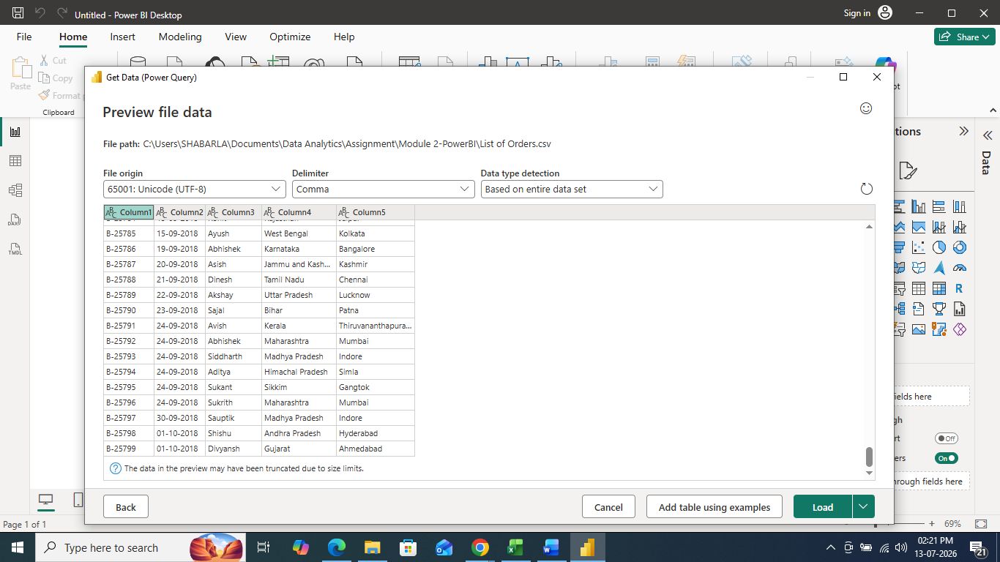 Untitled - Power BI Desktop
Sign in
File Home Insert Modeling View Optimize Help
Share
Paste
Cut
Copy
Format
Clipboard
Get Data (Power Query)
Preview file data
File path: C:\Users\SHABARLA\Documents\Data Analytics\Assignment\Module 2-PowerBI\List of Orders.csv
File origin Delimiter Data type detection
65001: Unicode (UTF-8) Comma Based on entire data set
Column1 Column2 Column3 Column4 Column5
B-25785 15-09-2018 Ayush West Bengal Kolkata
B-25786 19-09-2018 Abhishek Karnataka Bangalore
B-25787 20-09-2018 Asish Jammu and Kash... Kashmir
B-25788 21-09-2018 Dinesh Tamil Nadu Chennai
B-25789 22-09-2018 Akshay Uttar Pradesh Lucknow
B-25790 23-09-2018 Sajal Bihar Patna
B-25791 24-09-2018 Avish Kerala Thiruvananthapura...
B-25792 24-09-2018 Abhishek Maharashtra Mumbai
B-25793 24-09-2018 Siddharth Madhya Pradesh Indore
B-25794 24-09-2018 Aditya Himachal Pradesh Simla
B-25795 24-09-2018 Sukant Sikkim Gangtok
B-25796 24-09-2018 Sukrith Maharashtra Mumbai
B-25797 30-09-2018 Sauptik Madhya Pradesh Indore
B-25798 01-10-2018 Shishu Andhra Pradesh Hyderabad
B-25799 01-10-2018 Divyansh Gujarat Ahmedabad
The data in the preview may have been truncated due to size limits.
Back Cancel Add table using examples Load
tions
Data
DAX
TMDL
R
ields here
Off
On
hrough fields here
Page 1 of 1
69%
Type here to search
02:21 PM
13-07-2026
21